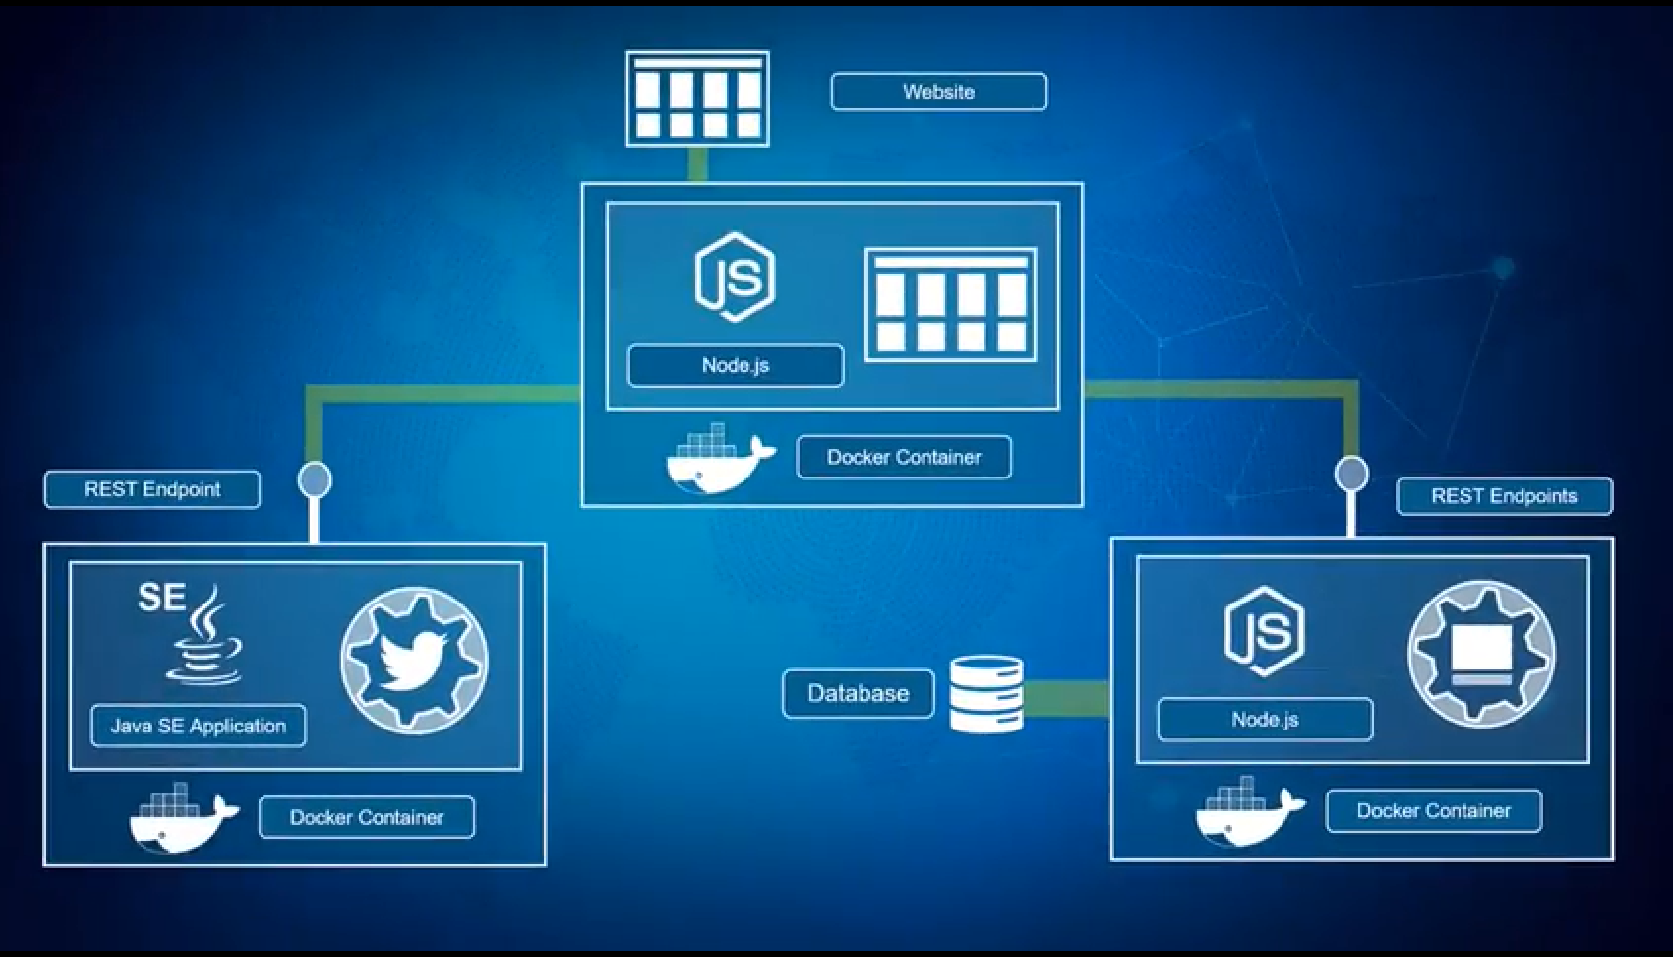 Website
JS
Node.js
Docker Container
REST Endpoint
REST Endpoints
SE
Java SE Application
Docker Container
Database
JS
Node.js
Docker Container